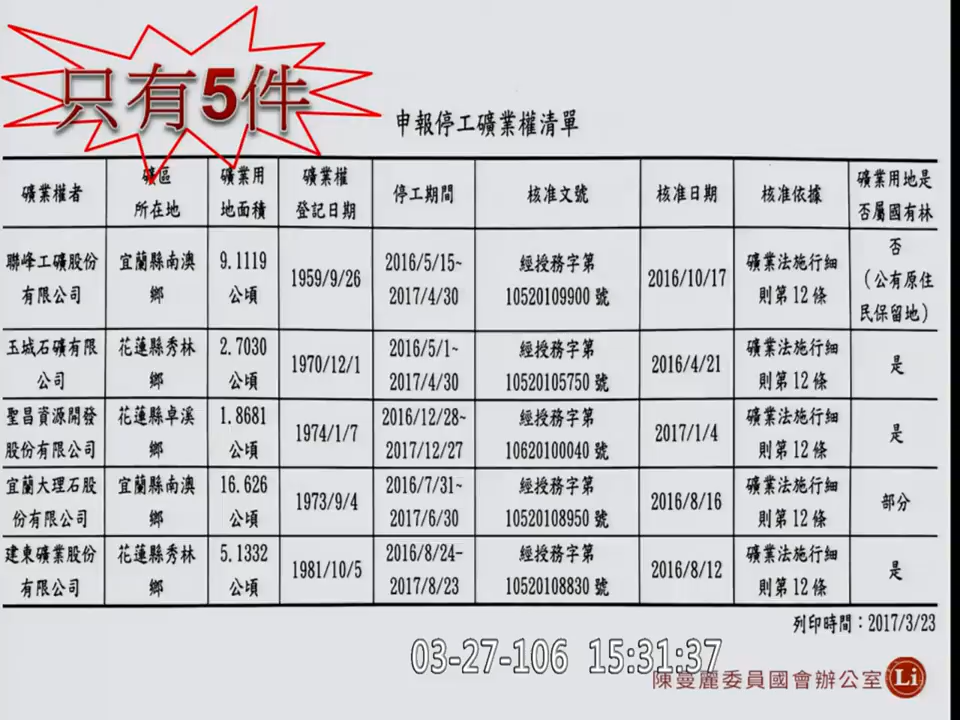 只有5件
申報停工礦業權清單
礦業權者 礦區所在地 礦業用地面積 礦業權登記日期 停工期間 核准文號 核准日期 核准依據 礦業用地是否屬國有林
聯峰工礦股份有限公司 宜蘭縣南澳鄉 9.1119公頃 1959/9/26 2016/5/15~2017/4/30 經授務字第10520109900號 2016/10/17 礦業法施行細則第12條 否（公有原住民保留地）
玉城石礦有限公司 花蓮縣秀林鄉 2.7030公頃 1970/12/1 2016/5/1~2017/4/30 經授務字第10520105750號 2016/4/21 礦業法施行細則第12條 是
聖昌資源開發股份有限公司 花蓮縣卓溪鄉 1.8681公頃 1974/1/7 2016/12/28~2017/12/27 經授務字第10620100040號 2017/1/4 礦業法施行細則第12條 是
宜蘭大理石股份有限公司 宜蘭縣南澳鄉 16.626公頃 1973/9/4 2016/7/31~2017/6/30 經授務字第10520108950號 2016/8/16 礦業法施行細則第12條 部分
建東礦業股份有限公司 花蓮縣秀林鄉 5.1332公頃 1981/10/5 2016/8/24-2017/8/23 經授務字第10520108830號 2016/8/12 礦業法施行細則第12條 是
列印時間：2017/3/23
03-27-106 15:31:37
陳曼麗委員國會辦公室 Li